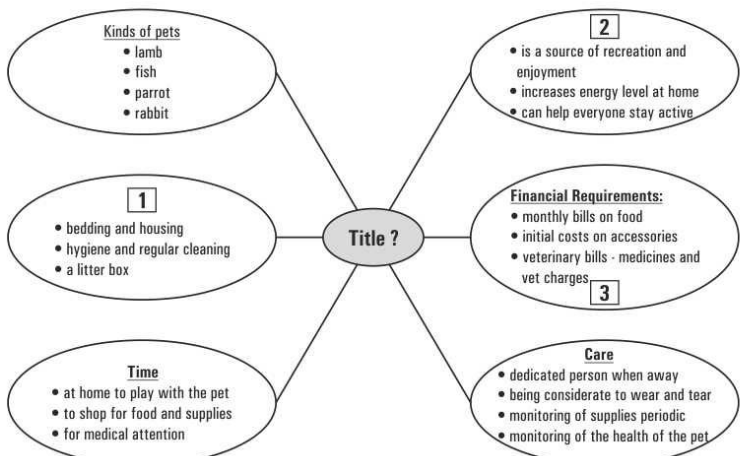 Kinds of pets
• lamb
• fish
• parrot
• rabbit
2
• is a source of recreation and
enjoyment
• increases energy level at home
• can help everyone stay active
1
• bedding and housing
• hygiene and regular cleaning
• a litter box
Title ?
Financial Requirements:
• monthly bills on food
• initial costs on accessories
• veterinary bills - medicines and
vet charges
3
Time
• at home to play with the pet
• to shop for food and supplies
• for medical attention
Care
• dedicated person when away
• being considerate to wear and tear
• monitoring of supplies periodic
• monitoring of the health of the pet